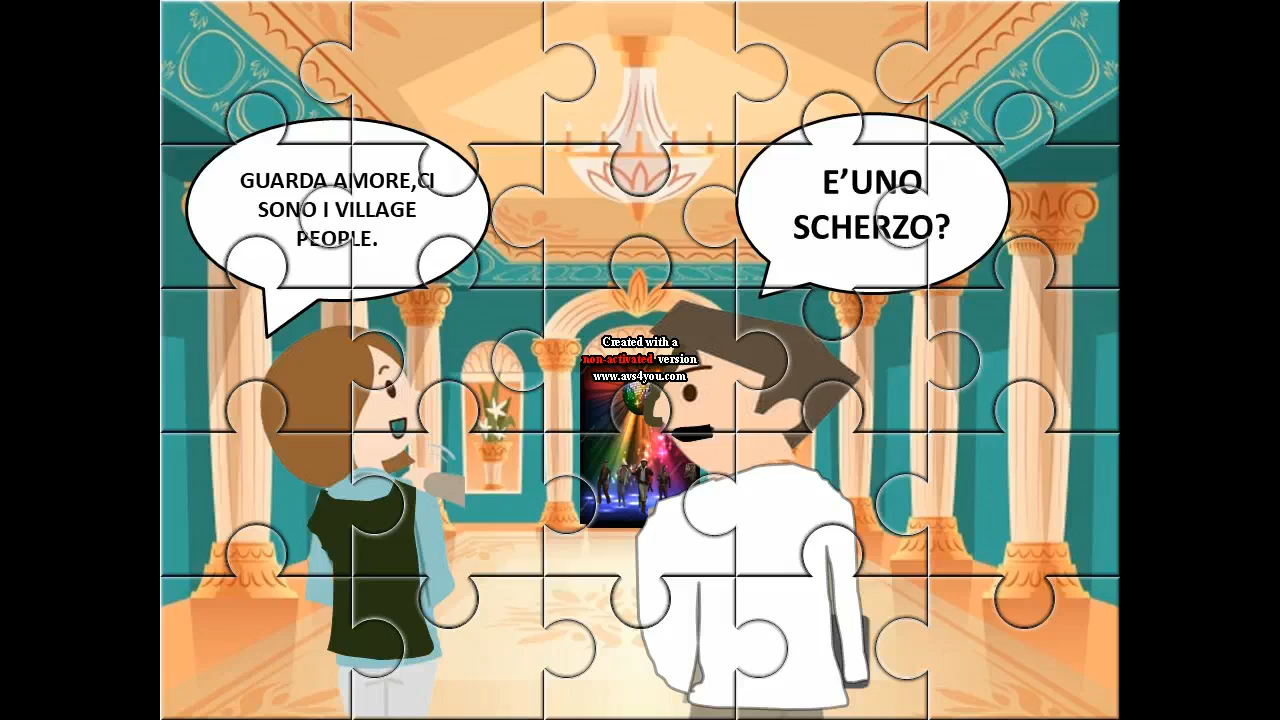 GUARDA AMORE,CI
SONO I VILLAGE
PEOPLE.
E'UNO
SCHERZO?
Created with a
non-activated version
www.avs4you.com